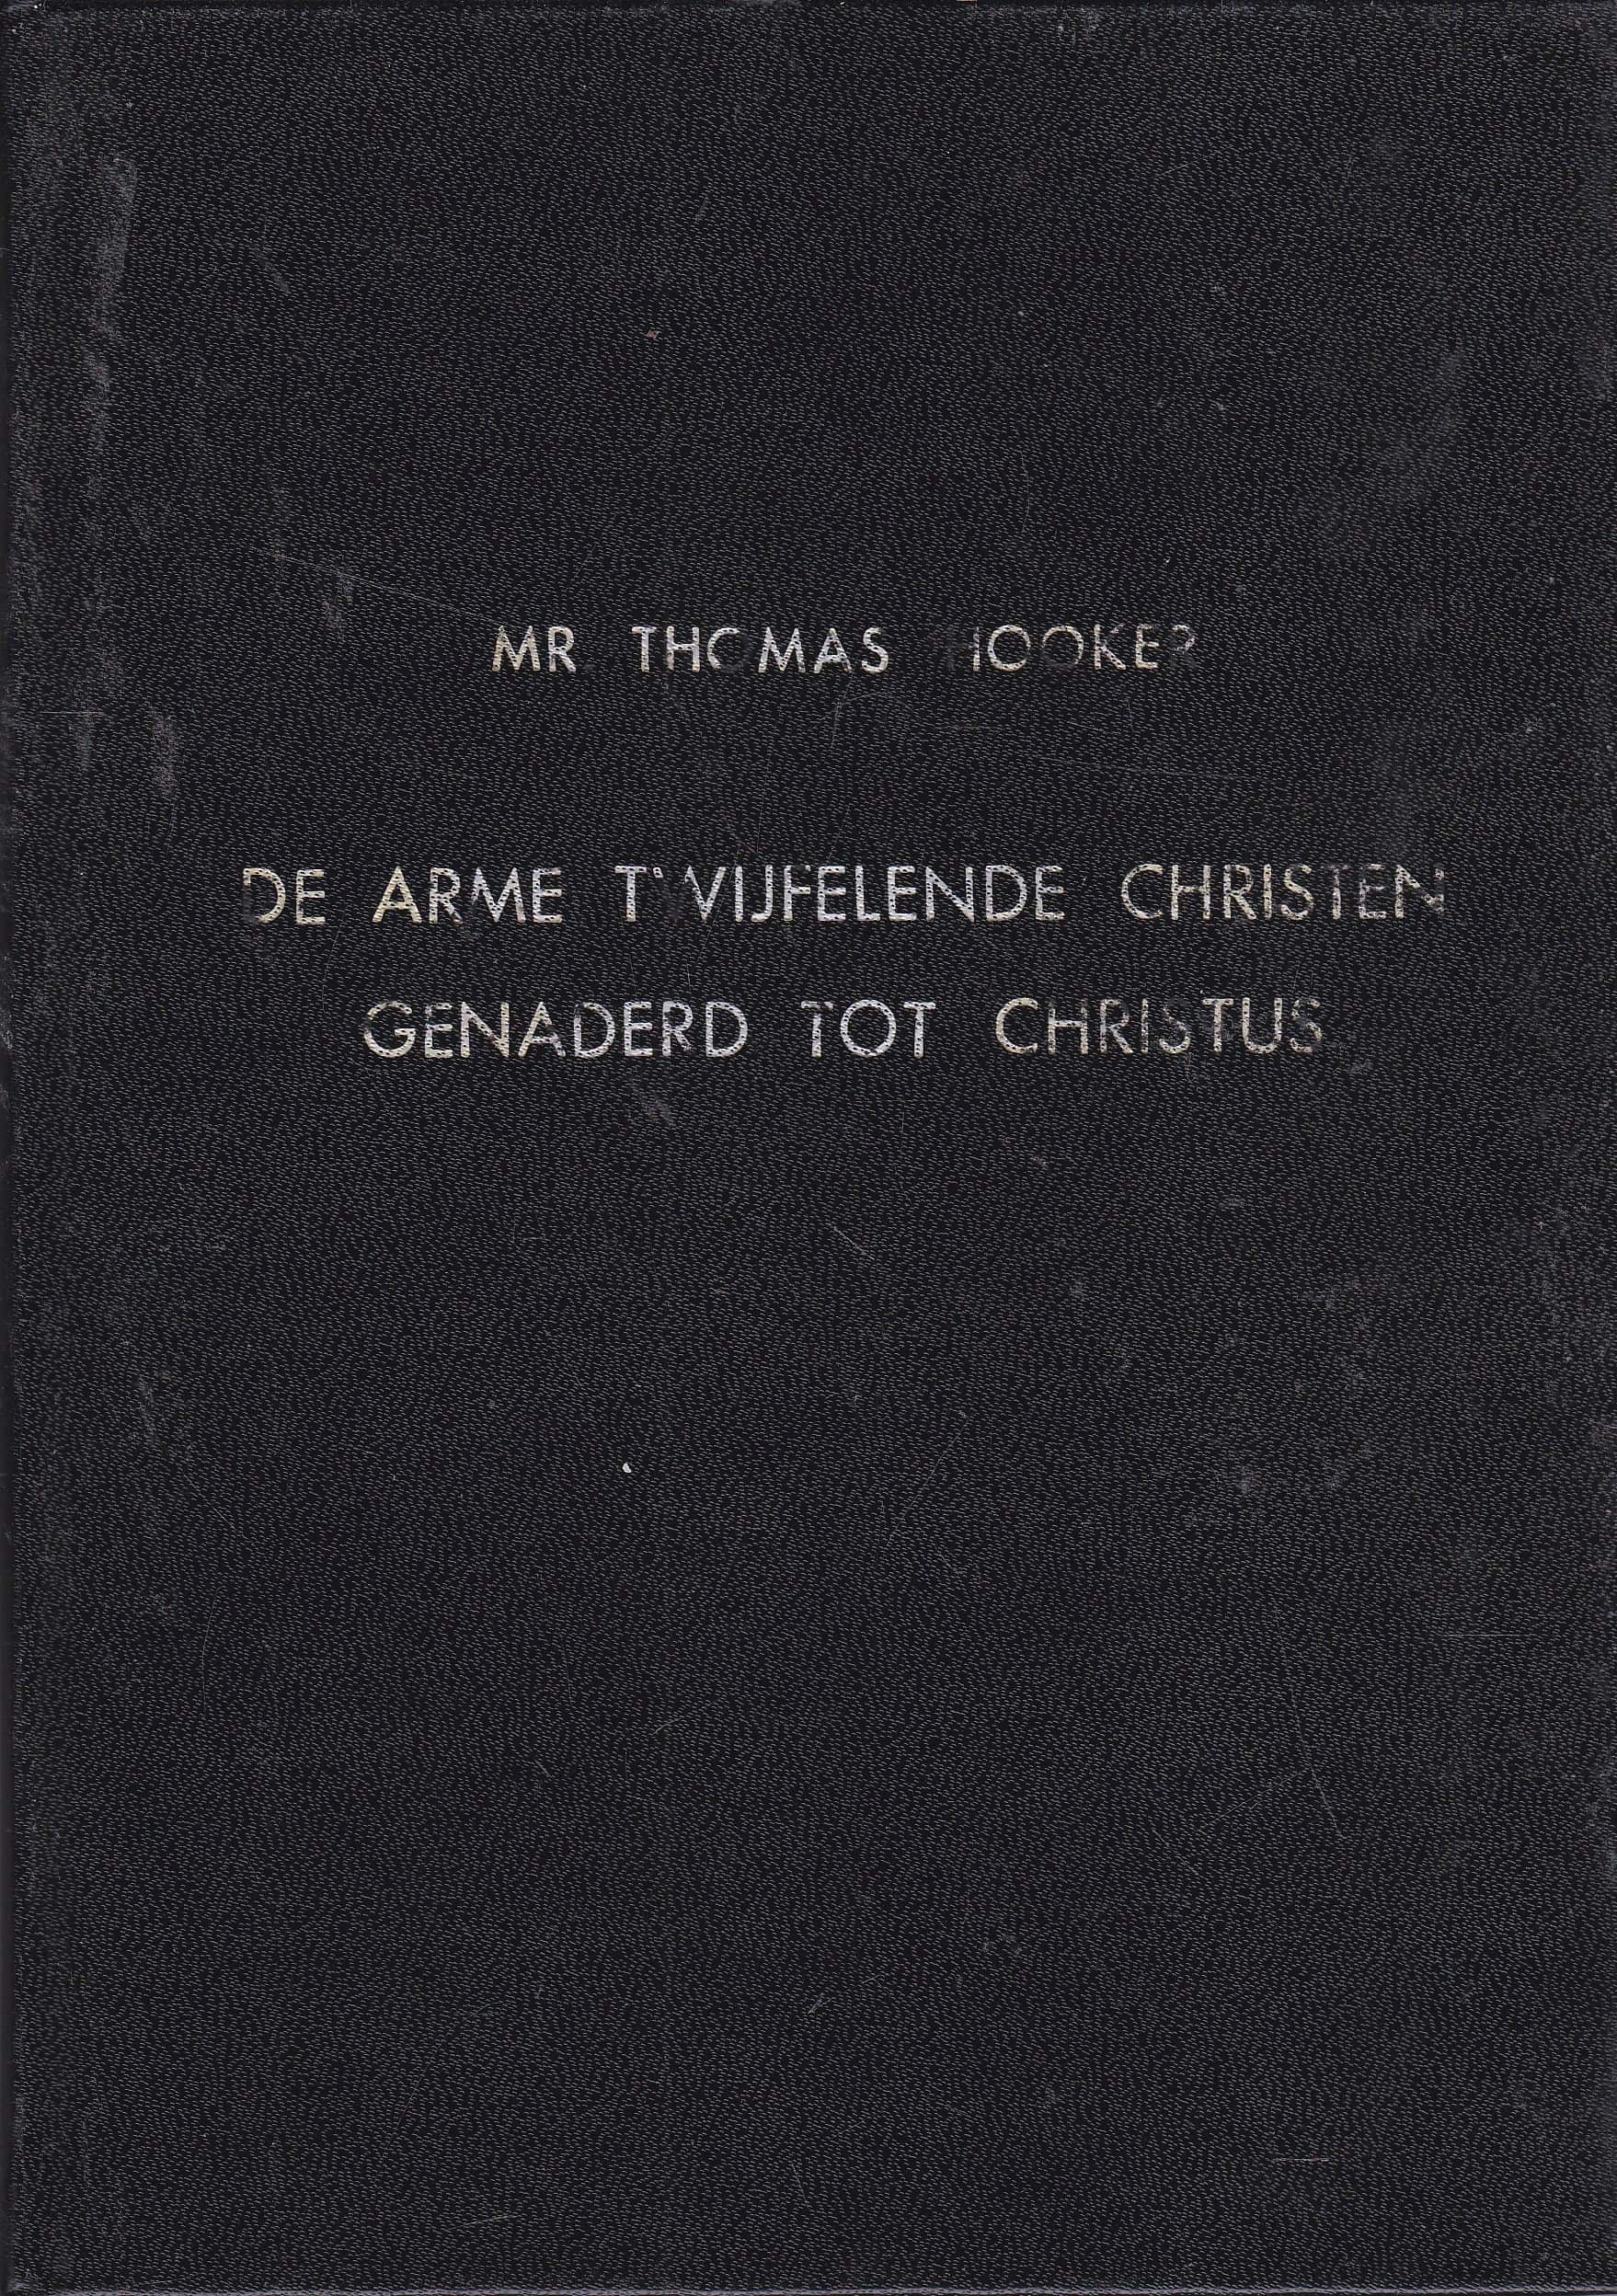 MR. THOMAS HOOKER
DE ARME TWIJFELENDE CHRISTEN
GENADERD TOT CHRISTUS